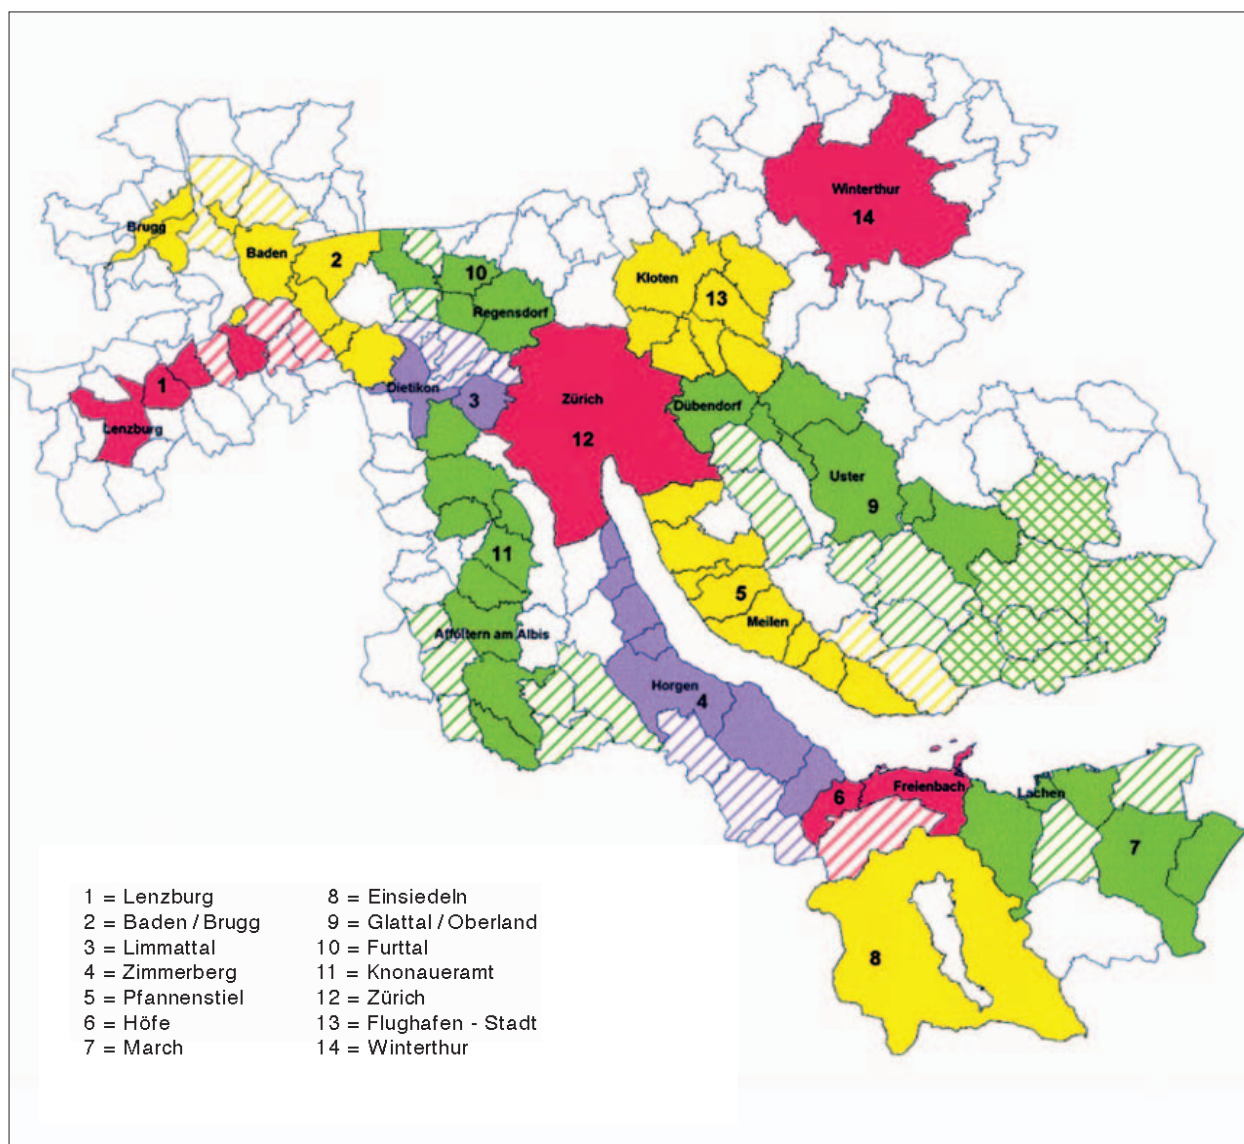 Winterthur
14
Brugg
Baden
2
10
Kloten
13
Regensdorf
1
Dietikon
3
Zürich
12
Dübendorf
Lenzburg
Uster
9
11
5
Meilen
Affoltern am Albis
Horgen
4
6
Freienbach
Lachen
7
8
1 = Lenzburg
2 = Baden / Brugg
3 = Limmattal
4 = Zimmerberg
5 = Pfannenstiel
6 = Höfe
7 = March
8 = Einsiedeln
9 = Glattal / Oberland
10 = Furttal
11 = Knonaueramt
12 = Zürich
13 = Flughafen - Stadt
14 = Winterthur